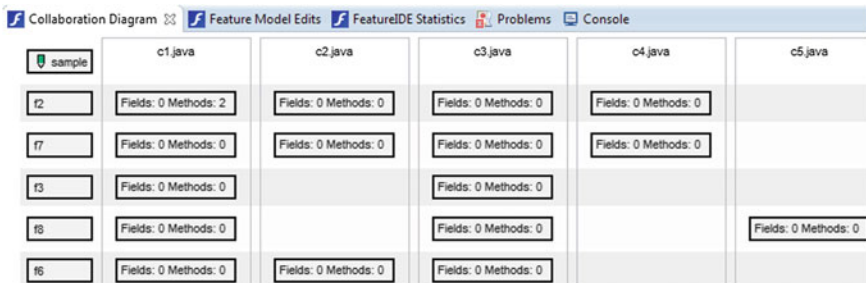 Collaboration Diagram Feature Model Edits FeatureIDE Statistics Problems Console
sample c1.java c2.java c3.java c4.java c5.java
f2 Fields: 0 Methods: 2 Fields: 0 Methods: 0 Fields: 0 Methods: 0 Fields: 0 Methods: 0
f7 Fields: 0 Methods: 0 Fields: 0 Methods: 0 Fields: 0 Methods: 0 Fields: 0 Methods: 0
f3 Fields: 0 Methods: 0 Fields: 0 Methods: 0
f8 Fields: 0 Methods: 0 Fields: 0 Methods: 0 Fields: 0 Methods: 0
f6 Fields: 0 Methods: 0 Fields: 0 Methods: 0 Fields: 0 Methods: 0